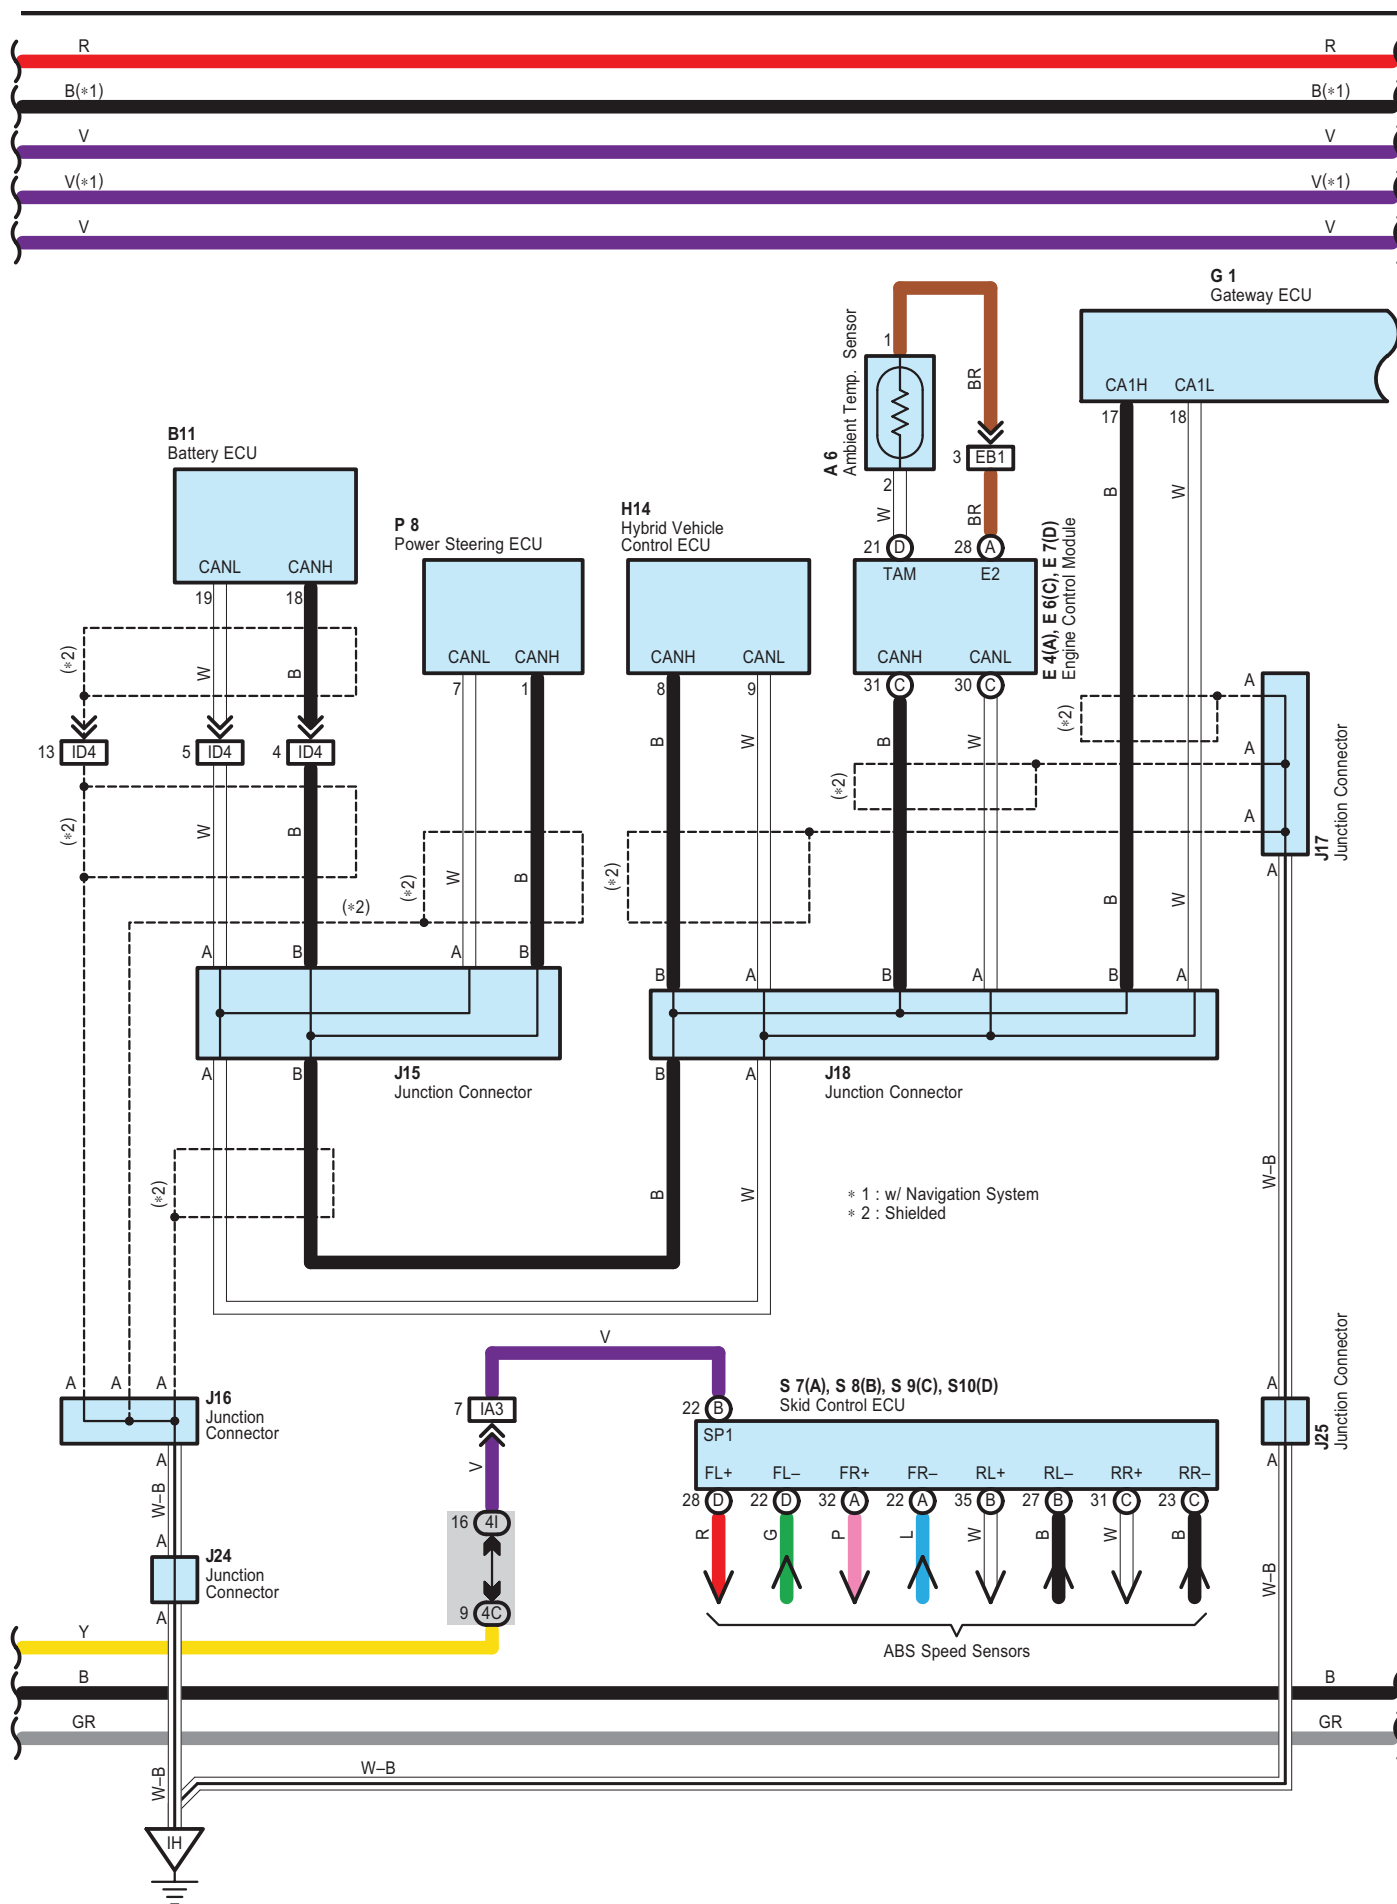 R R
B(*1) B(*1)
V V
V(*1) V(*1)
V V
G 1
Gateway ECU
CA1H CA1L
17 18
B W
A 6
Ambient Temp. Sensor
1
2
W
BR
3 EB1
BR
B11
Battery ECU
CANL CANH
19 18
(*2) W B
13 ID4 5 ID4 4 ID4
(*2) W B
P 8
Power Steering ECU
CANL CANH
7 1
(*2) W B
(*2)
H14
Hybrid Vehicle
Control ECU
CANH CANL
8 9
B W
(*2)
21 D 28 A
TAM E2
E 4(A), E 6(C), E 7(D)
Engine Control Module
CANH CANL
31 C 30 C
B W
(*2)
(*2)
A
A
A
J17
Junction Connector
A
B W
A B A B
B A B A B A
A B
J15
Junction Connector
B A
J18
Junction Connector
(*2)
B W
W–B
* 1 : w/ Navigation System
* 2 : Shielded
A A A
J16
Junction
Connector
A
W–B
A
J24
Junction
Connector
A
V
7 IA3
V
16 4I
9 4C
S 7(A), S 8(B), S 9(C), S10(D)
Skid Control ECU
22 B
SP1
FL+ FL– FR+ FR– RL+ RL– RR+ RR–
28 D 22 D 32 A 22 A 35 B 27 B 31 C 23 C
R G P L W B W B
ABS Speed Sensors
A
J25
Junction Connector
A
W–B
Y
B B
GR GR
W–B
W–B
IH